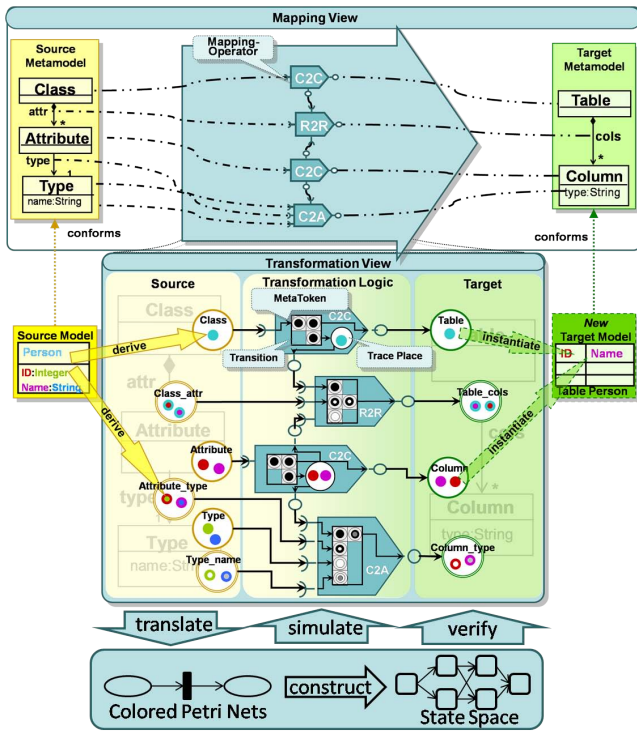 Mapping View
Source
Metamodel
Class
attr
*
Attribute
type
1
Type
name:String
Mapping-
Operator
C2C
R2R
C2C
C2A
Target
Metamodel
Table
cols
*
Column
type:String
conforms
conforms
Transformation View
Source
Transformation Logic
Target
Class
Class
MetaToken
C2C
Table
Transition
Trace Place
Source Model
Person
ID:Integer
Name:String
derive
derive
instantiate
instantiate
New
Target Model
ID
Name
Table Person
attr
Class_attr
R2R
Table_cols
cols
Attribute
Attribute
C2C
Column
*
type
Attribute_type
Column
type:String
Type
Type
name:String
Type_name
C2A
Column_type
translate
simulate
verify
Colored Petri Nets
construct
State Space